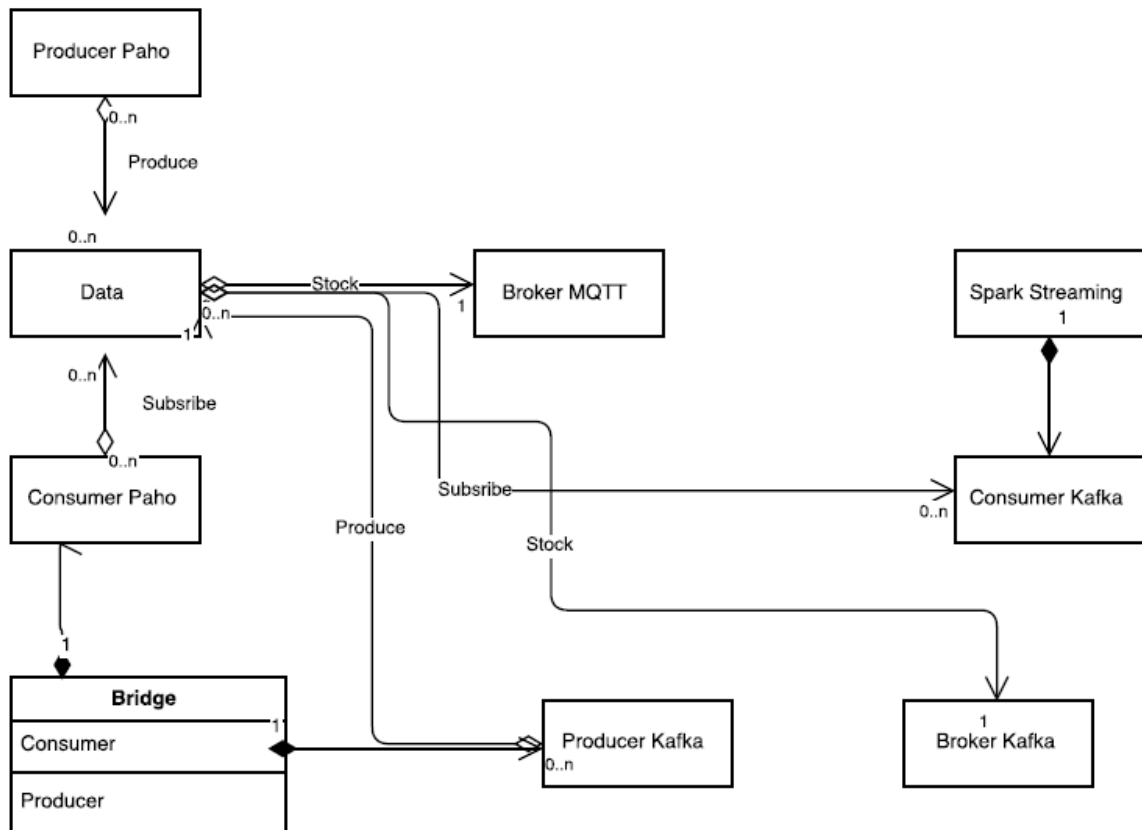 Producer Paho
0..n
Produce
0..n
Data
Stock
Broker MQTT
Spark Streaming
0..n
1
1
1
0..n
Subsribe
0..n
Consumer Paho
Subsribe
0..n
Consumer Kafka
Produce
Stock
1
Bridge
1
Consumer
Producer
Producer Kafka
0..n
1
Broker Kafka